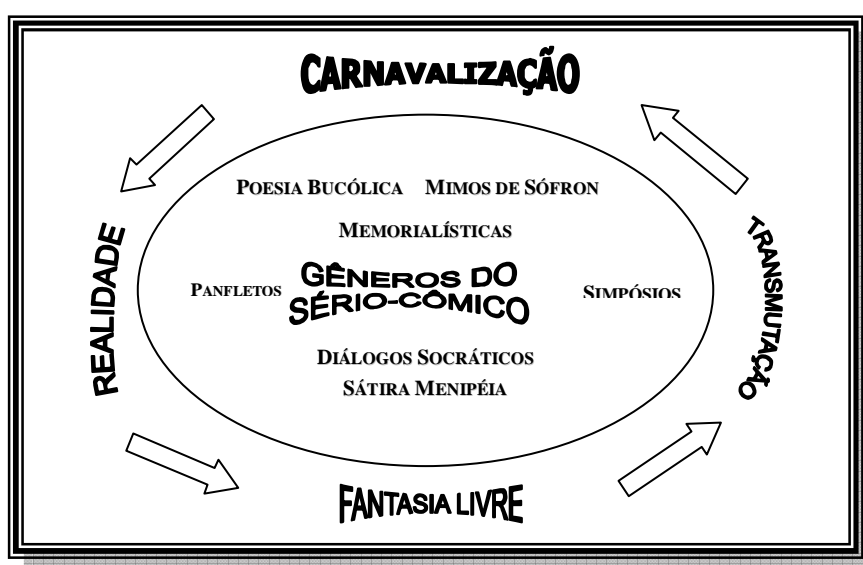 CARNAVALIZAÇÃO
POESIA BUCÓLICA MIMOS DE SÓFRON
MEMORIALÍSTICAS
REALIDADE
PANFLETOS
GÊNEROS DO
SÉRIO-CÔMICO
SIMPÓSIOS
TRANSMUTAÇÃO
DIÁLOGOS SOCRÁTICOS
SÁTIRA MENIPÉIA
FANTASIA LIVRE